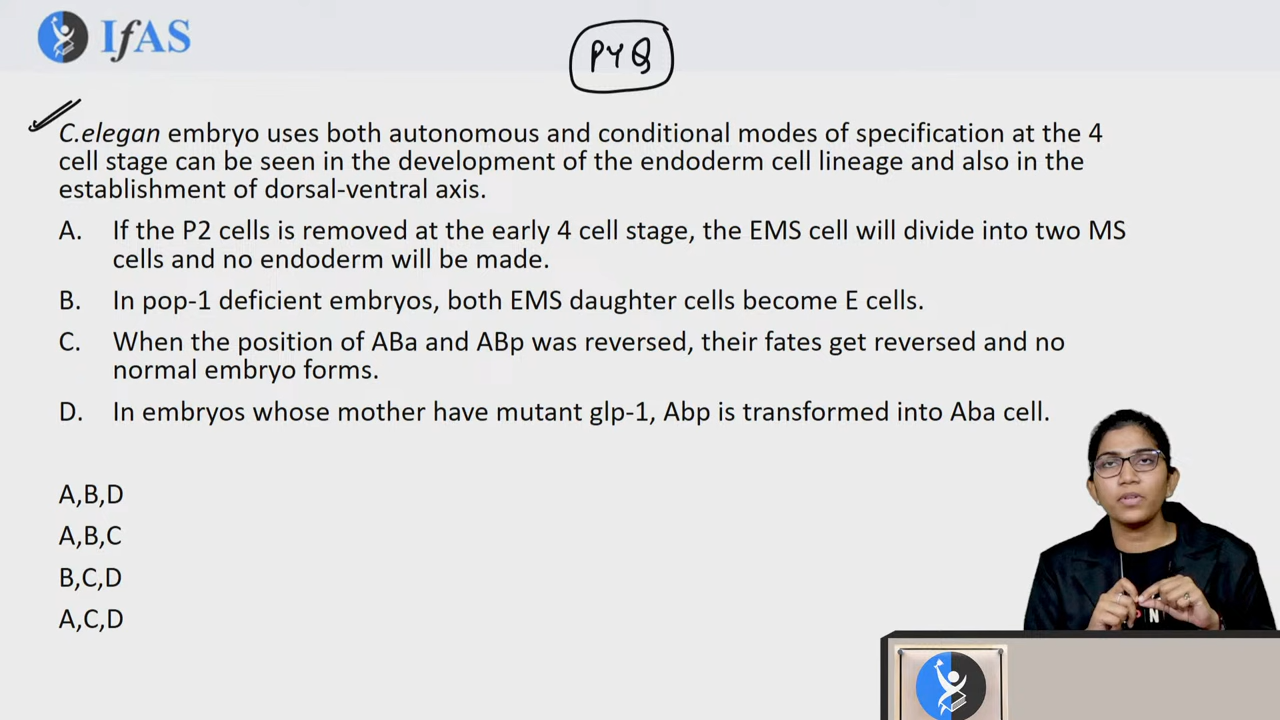 IfAS
PYQ
C.elegan embryo uses both autonomous and conditional modes of specification at the 4
cell stage can be seen in the development of the endoderm cell lineage and also in the
establishment of dorsal-ventral axis.
A. If the P2 cells is removed at the early 4 cell stage, the EMS cell will divide into two MS
cells and no endoderm will be made.
B. In pop-1 deficient embryos, both EMS daughter cells become E cells.
C. When the position of ABa and ABp was reversed, their fates get reversed and no
normal embryo forms.
D. In embryos whose mother have mutant glp-1, Abp is transformed into Aba cell.
A,B,D
A,B,C
B,C,D
A,C,D